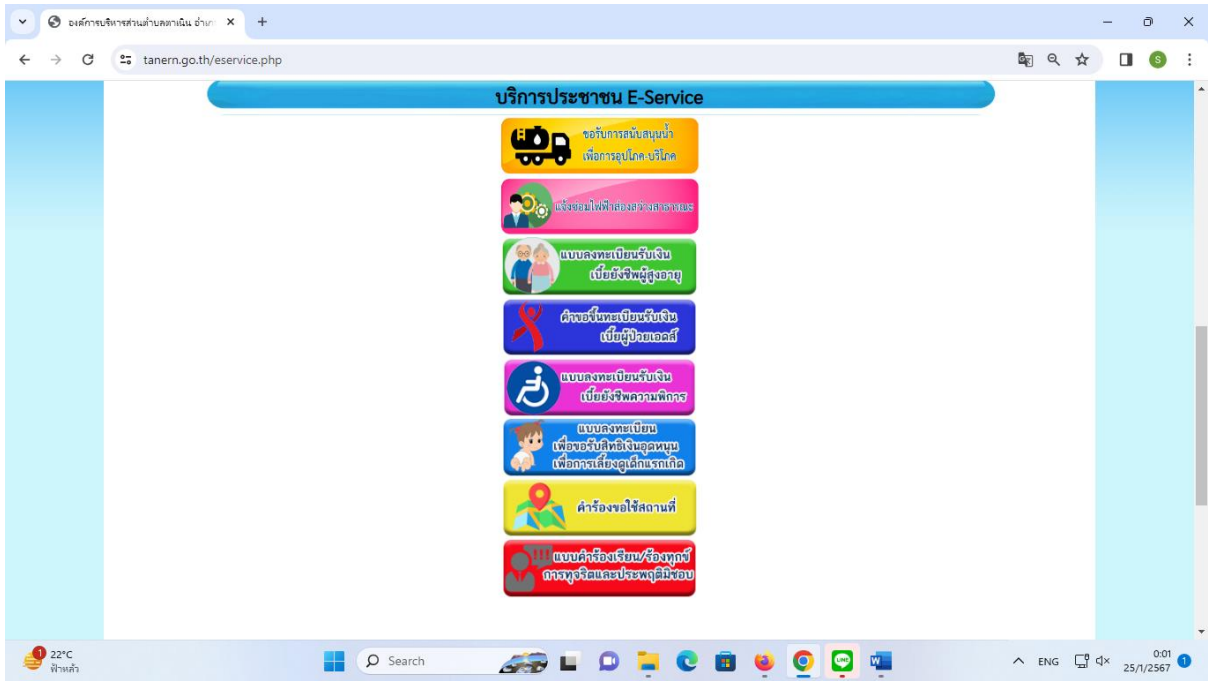 องค์การบริหารส่วนตำบลตาเนิน อำเภ
tanern.go.th/eservice.php
S
บริการประชาชน E-Service
ขอรับการสนับสนุนน้ำ
เพื่อการอุปโภค-บริโภค
แจ้งซ่อมไฟฟ้าส่องสว่างสาธารณะ
แบบลงทะเบียนรับเงิน
เบี้ยยังชีพผู้สูงอายุ
คำขอขึ้นทะเบียนรับเงิน
เบี้ยผู้ป่วยเอดส์
แบบลงทะเบียนรับเงิน
เบี้ยยังชีพความพิการ
แบบลงทะเบียน
เพื่อขอรับสิทธิเงินอุดหนุน
เพื่อการเลี้ยงดูเด็กแรกเกิด
คำร้องขอใช้สถานที่
!!! แบบคำร้องเรียน/ร้องทุกข์
การทุจริตและประพฤติมิชอบ
1
22°C
ฟ้าหลัว
Search
LINE
W
ENG
0:01
25/1/2567
1